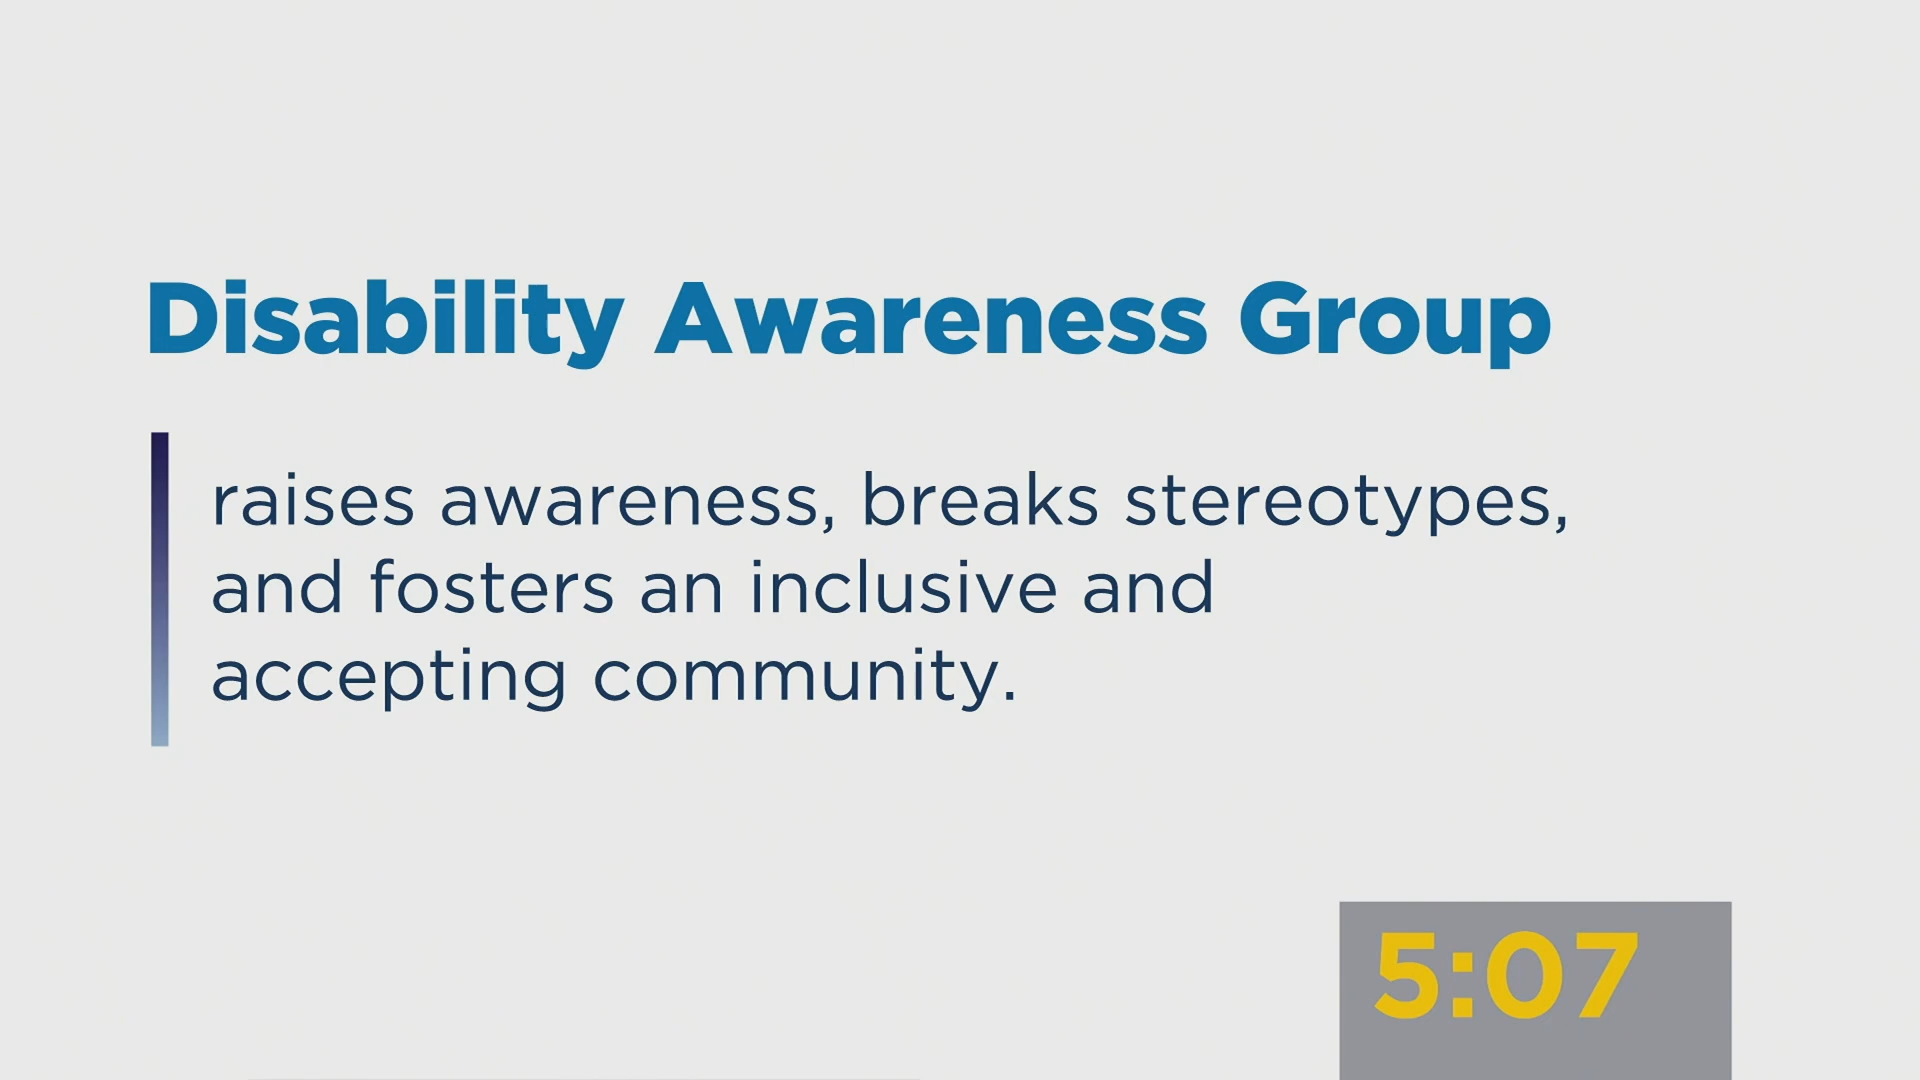 Disability Awareness Group
raises awareness, breaks stereotypes,
and fosters an inclusive and
accepting community.
5:07